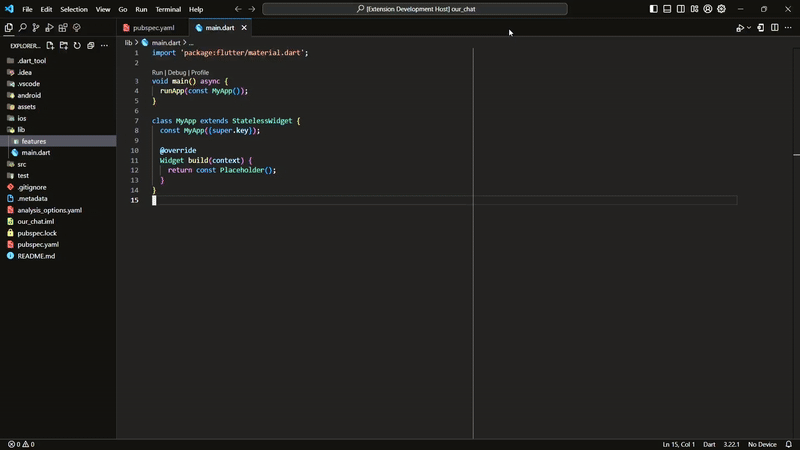 File Edit Selection View Go Run Terminal Help
[Extension Development Host] our_chat
EXPLORER...
pubspec.yaml
main.dart
lib > main.dart > ...
.dart_tool
.idea
.vscode
android
assets
ios
lib
features
main.dart
src
test
.gitignore
.metadata
analysis_options.yaml
our_chat.iml
pubspec.lock
pubspec.yaml
README.md
1 import 'package:flutter/material.dart';
2
Run | Debug | Profile
3 void main() async {
4 runApp(const MyApp());
5 }
6
7 class MyApp extends StatelessWidget {
8 const MyApp({super.key});
9
10 @override
11 Widget build(context) {
12 return const Placeholder();
13 }
14 }
15
0 0
Ln 15, Col 1 Dart 3.22.1 No Device